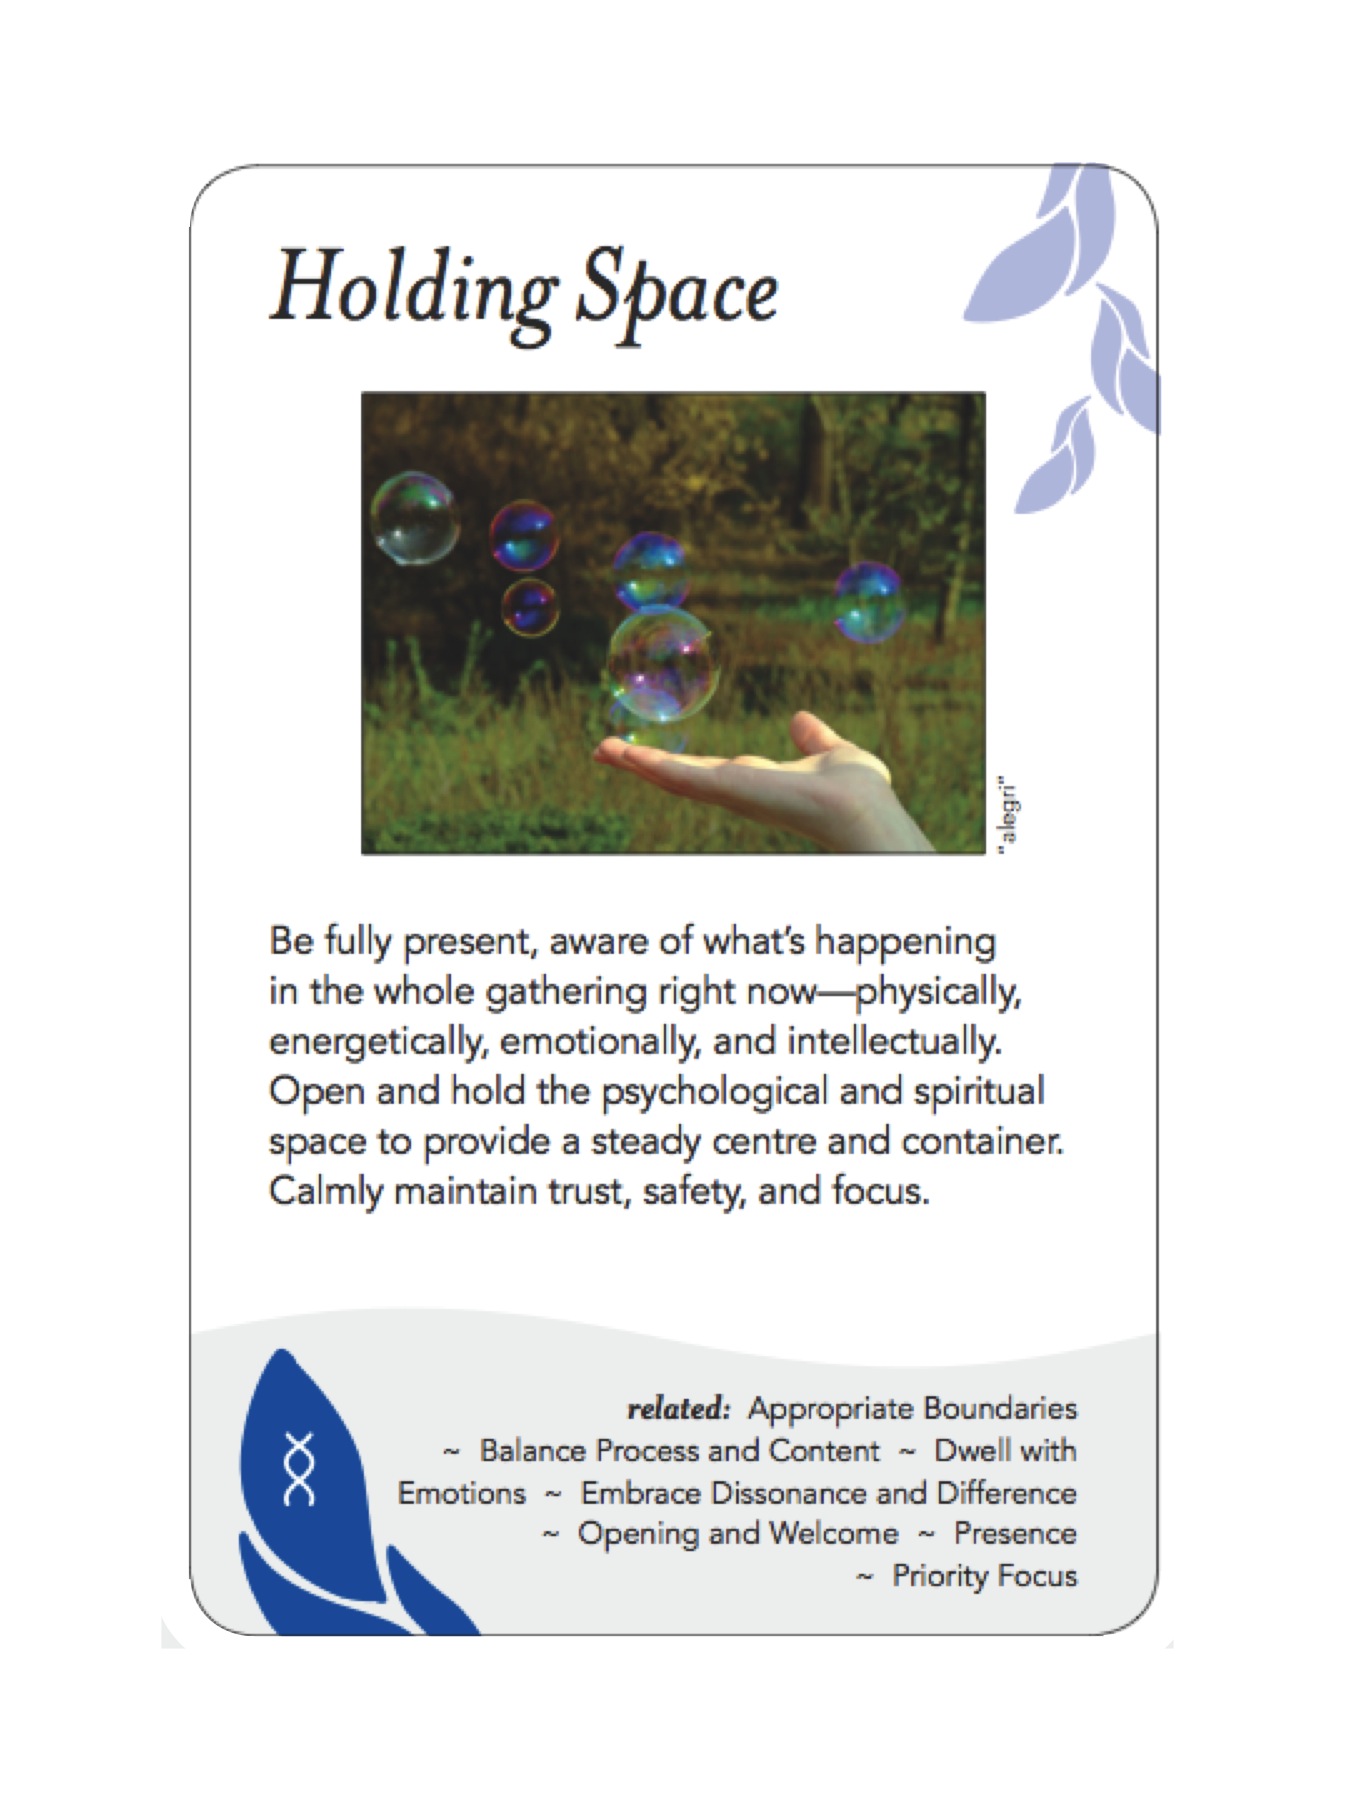 Holding Space
"alegri"
Be fully present, aware of what's happening
in the whole gathering right now—physically,
energetically, emotionally, and intellectually.
Open and hold the psychological and spiritual
space to provide a steady centre and container.
Calmly maintain trust, safety, and focus.
related: Appropriate Boundaries
~ Balance Process and Content ~ Dwell with
Emotions ~ Embrace Dissonance and Difference
~ Opening and Welcome ~ Presence
~ Priority Focus